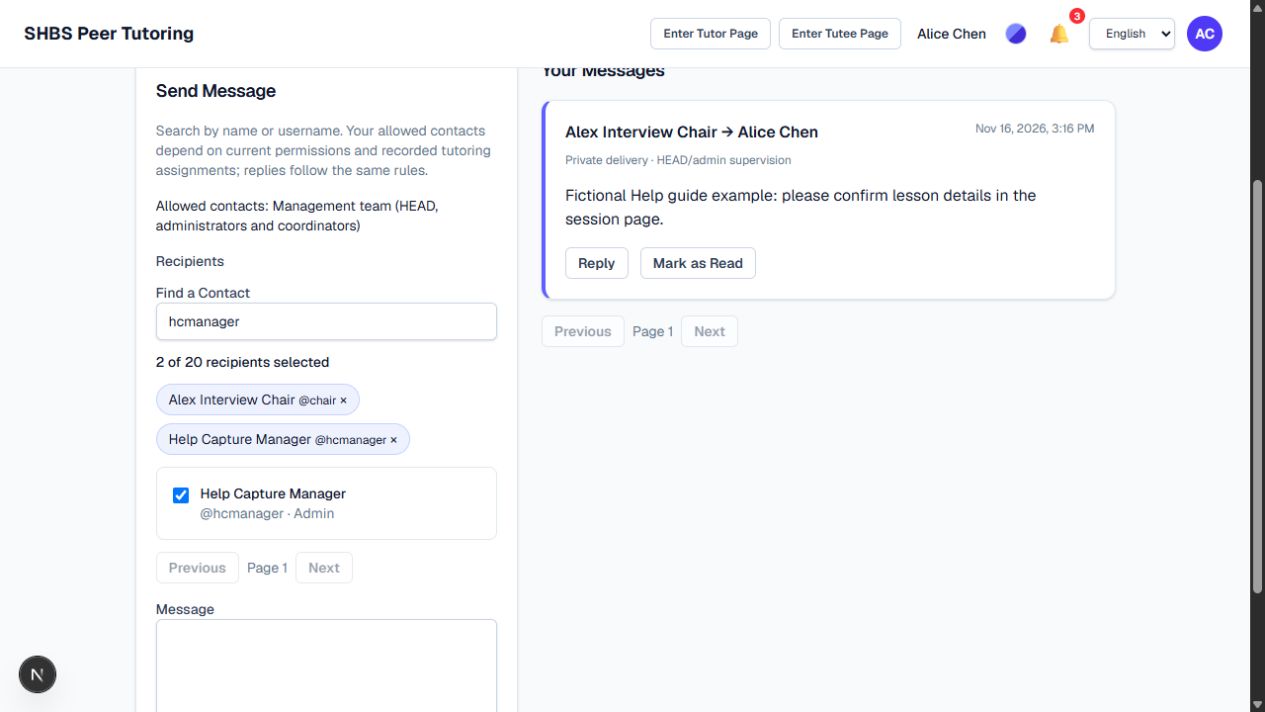 SHBS Peer Tutoring
Enter Tutor Page
Enter Tutee Page
Alice Chen
3
English
AC
Send Message
Search by name or username. Your allowed contacts
depend on current permissions and recorded tutoring
assignments; replies follow the same rules.
Allowed contacts: Management team (HEAD,
administrators and coordinators)
Recipients
Find a Contact
hcmanager
2 of 20 recipients selected
Alex Interview Chair @chair ×
Help Capture Manager @hcmanager ×
Help Capture Manager
@hcmanager · Admin
Previous Page 1 Next
Message
N
Your Messages
Alex Interview Chair → Alice Chen
Nov 16, 2026, 3:16 PM
Private delivery · HEAD/admin supervision
Fictional Help guide example: please confirm lesson details in the
session page.
Reply
Mark as Read
Previous Page 1 Next